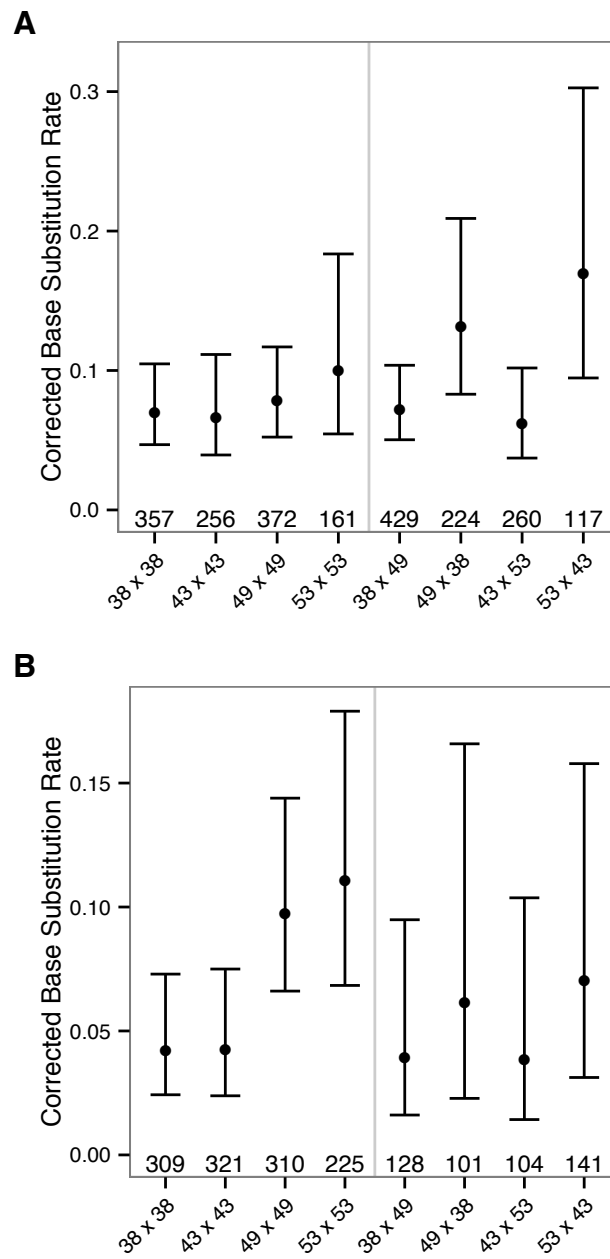 A
Corrected Base Substitution Rate
0.3
0.2
0.1
0.0
357 256 372 161 429 224 260 117
38 x 38 43 x 43 49 x 49 53 x 53 38 x 49 49 x 38 43 x 53 53 x 43
B
Corrected Base Substitution Rate
0.15
0.10
0.05
0.00
309 321 310 225 128 101 104 141
38 x 38 43 x 43 49 x 49 53 x 53 38 x 49 49 x 38 43 x 53 53 x 43